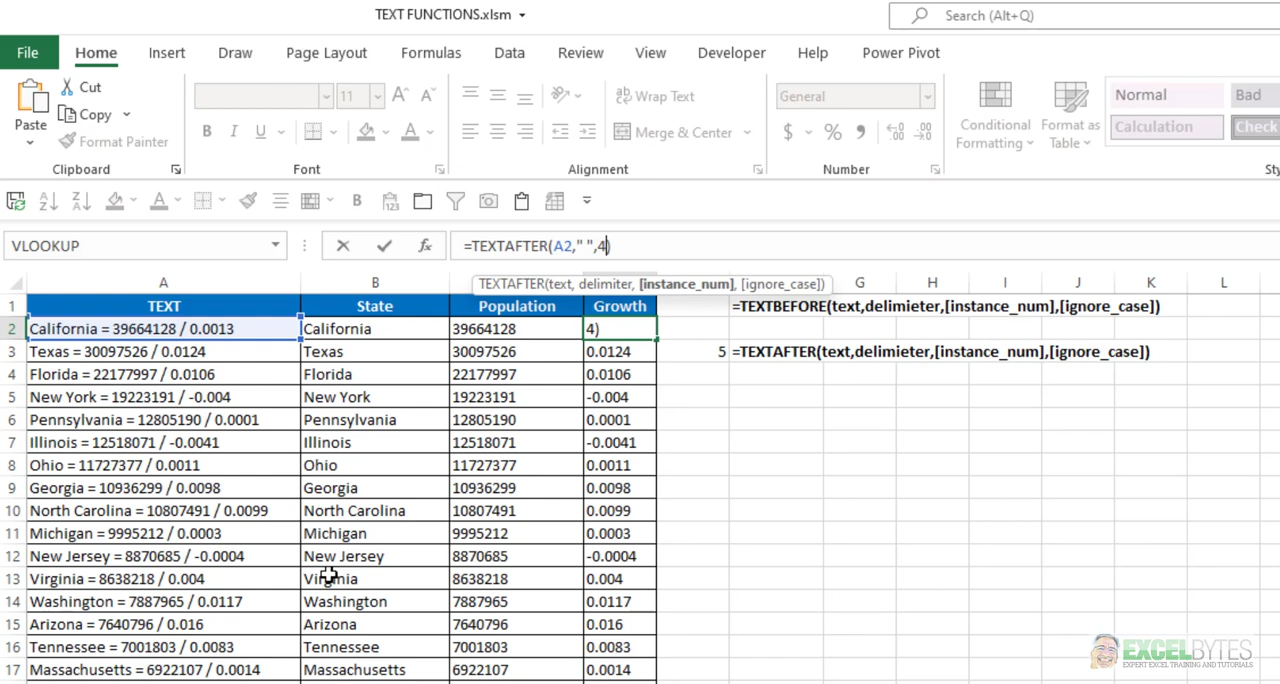 TEXT FUNCTIONS.xlsm
Search (Alt+Q)
File Home Insert Draw Page Layout Formulas Data Review View Developer Help Power Pivot
Cut
Copy
Format Painter
Paste
11
Wrap Text
Merge & Center
General
$ %
Conditional Formatting
Format as Table
Normal Bad
Calculation Check
Clipboard Font Alignment Number Sty
VLOOKUP =TEXTAFTER(A2," ",4)
TEXTAFTER(text, delimiter, [instance_num], [ignore_case])
A B G H I J K L
1 TEXT State Population Growth =TEXTBEFORE(text,delimieter,[instance_num],[ignore_case])
2 California = 39664128 / 0.0013 California 39664128 4)
3 Texas = 30097526 / 0.0124 Texas 30097526 0.0124 5 =TEXTAFTER(text,delimieter,[instance_num],[ignore_case])
4 Florida = 22177997 / 0.0106 Florida 22177997 0.0106
5 New York = 19223191 / -0.004 New York 19223191 -0.004
6 Pennsylvania = 12805190 / 0.0001 Pennsylvania 12805190 0.0001
7 Illinois = 12518071 / -0.0041 Illinois 12518071 -0.0041
8 Ohio = 11727377 / 0.0011 Ohio 11727377 0.0011
9 Georgia = 10936299 / 0.0098 Georgia 10936299 0.0098
10 North Carolina = 10807491 / 0.0099 North Carolina 10807491 0.0099
11 Michigan = 9995212 / 0.0003 Michigan 9995212 0.0003
12 New Jersey = 8870685 / -0.0004 New Jersey 8870685 -0.0004
13 Virginia = 8638218 / 0.004 Virginia 8638218 0.004
14 Washington = 7887965 / 0.0117 Washington 7887965 0.0117
15 Arizona = 7640796 / 0.016 Arizona 7640796 0.016
16 Tennessee = 7001803 / 0.0083 Tennessee 7001803 0.0083
17 Massachusetts = 6922107 / 0.0014 Massachusetts 6922107 0.0014
EXCELBYTES
EXPERT EXCEL TRAINING AND TUTORIALS